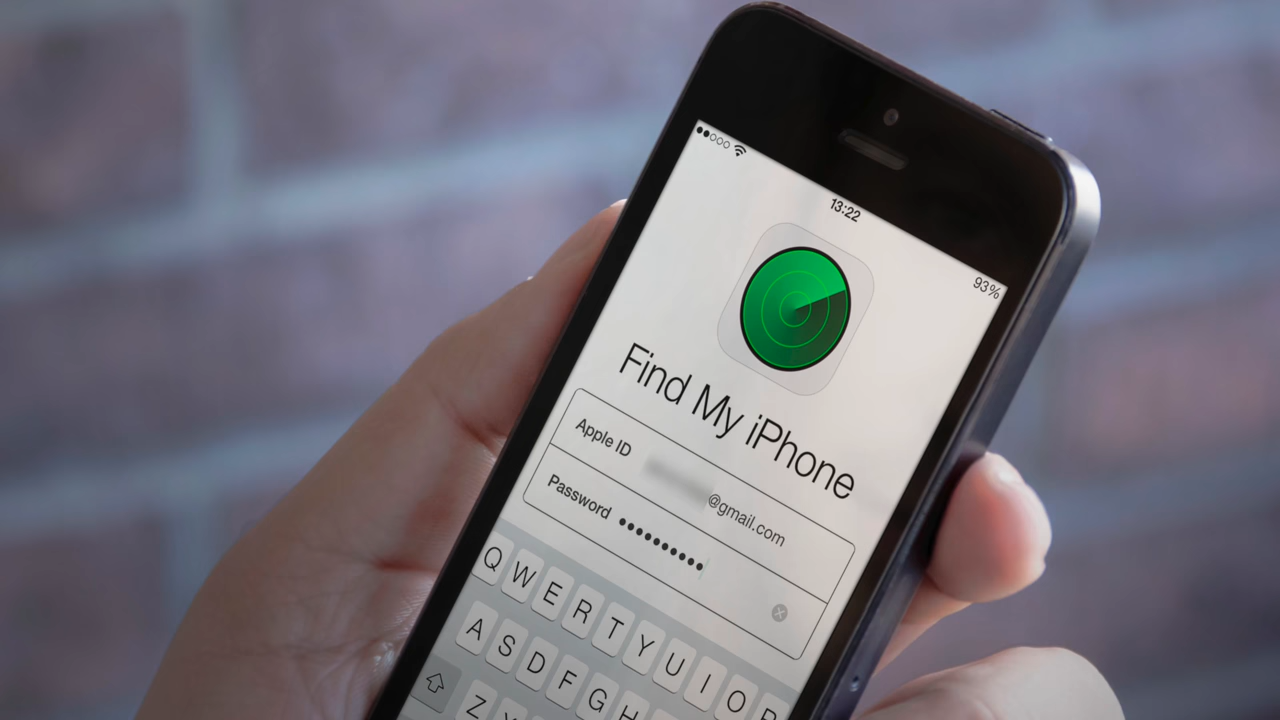 13:22
93%
Find My iPhone
Apple ID @gmail.com
Password ••••••••••
Q W E R T Y U I O P
A S D F G H
Z